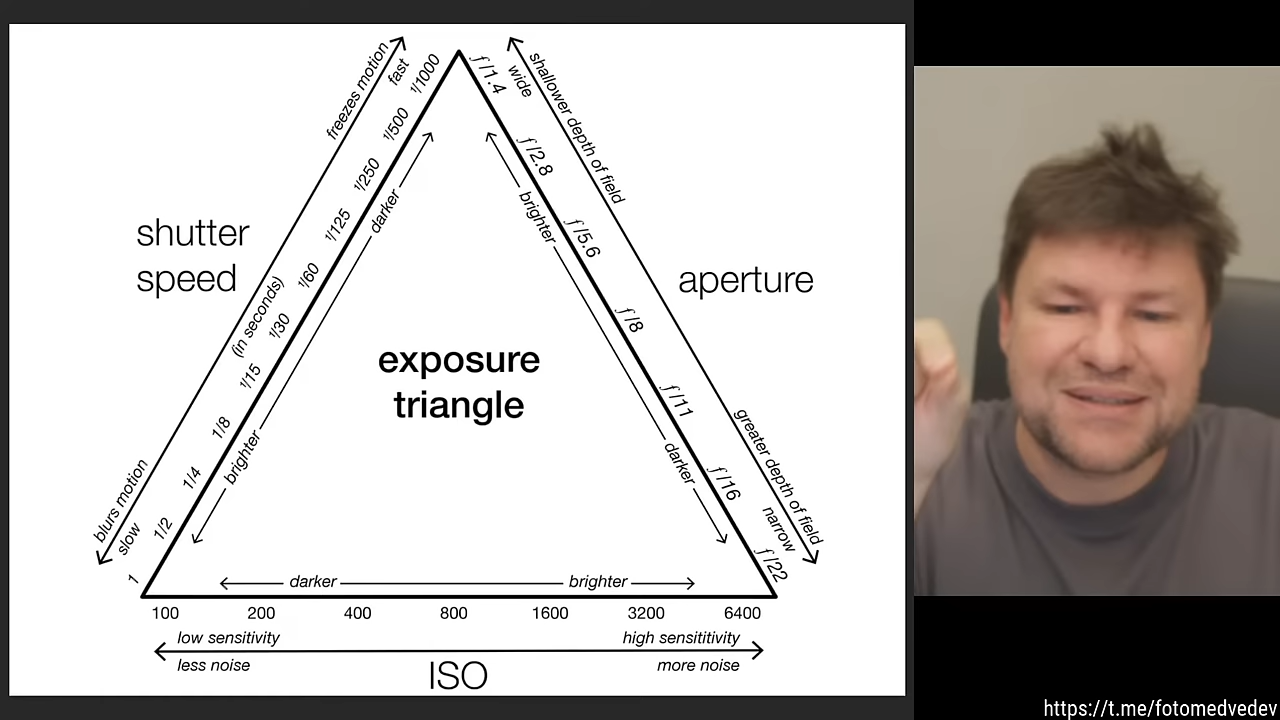 freezes motion
fast
1/1000
1/500
1/250
1/125
1/60
(in seconds)
1/30
1/15
1/8
1/4
1/2
1
blurs motion
slow
darker
brighter
shutter
speed
ƒ/1.4
wide
shallower depth of field
ƒ/2.8
brighter
ƒ/5.6
ƒ/8
ƒ/11
darker
ƒ/16
greater depth of field
narrow
ƒ/22
aperture
exposure
triangle
darker brighter
100 200 400 800 1600 3200 6400
low sensitivity high sensititivity
less noise more noise
ISO
https://t.me/fotomedvedev